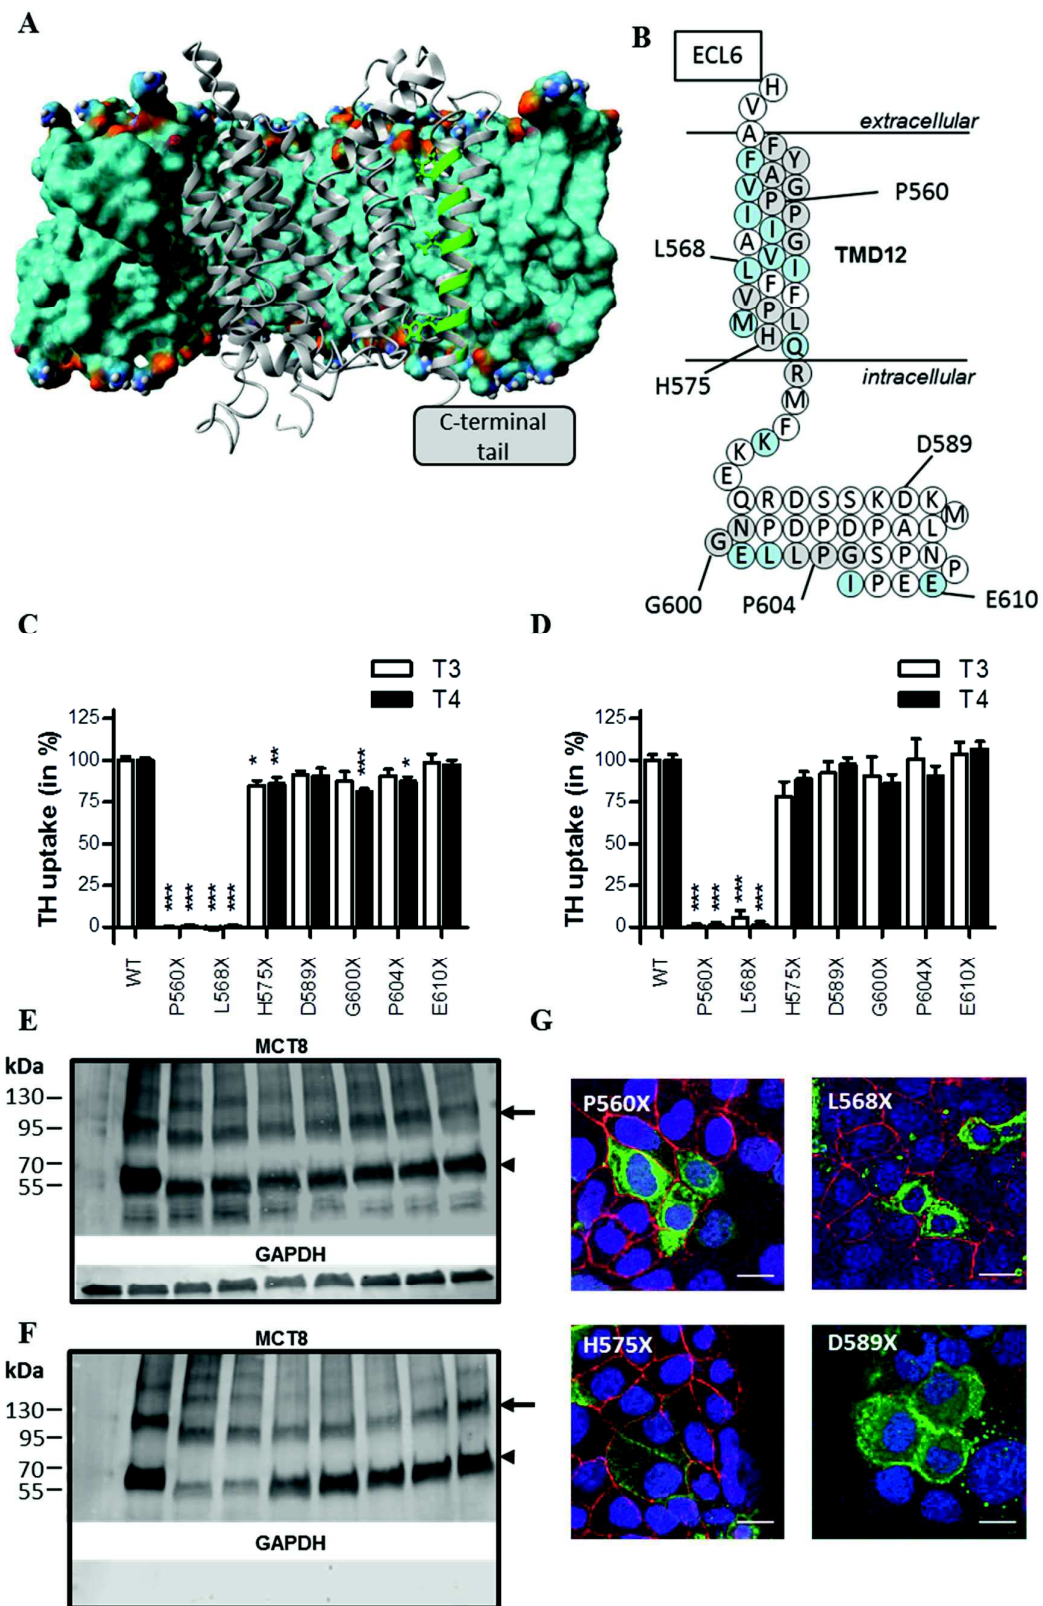 A
C-terminal
tail
B
ECL6
H
V
A
extracellular
F
Y
F
A
V
G
P
P560
I
P
I
G
A
L568
V
TMD12
L
I
F
V
F
P
M
L
H
Q
H575
R
intracellular
M
F
K
K
E
D589
Q R D S S K D K
M
N P D P D P A L
G
E L L P G S P N
P
I P E E
G600
P604
E610
C
T3
T4
TH uptake (in %)
125
100
75
50
25
0
*
**
***
*
*** *** *** ***
WT
P560X
L568X
H575X
D589X
G600X
P604X
E610X
D
T3
T4
TH uptake (in %)
125
100
75
50
25
0
*** *** *** ***
WT
P560X
L568X
H575X
D589X
G600X
P604X
E610X
E
MCT8
kDa
130
95
70
55
GAPDH
F
MCT8
kDa
130
95
70
55
GAPDH
G
P560X
L568X
H575X
D589X